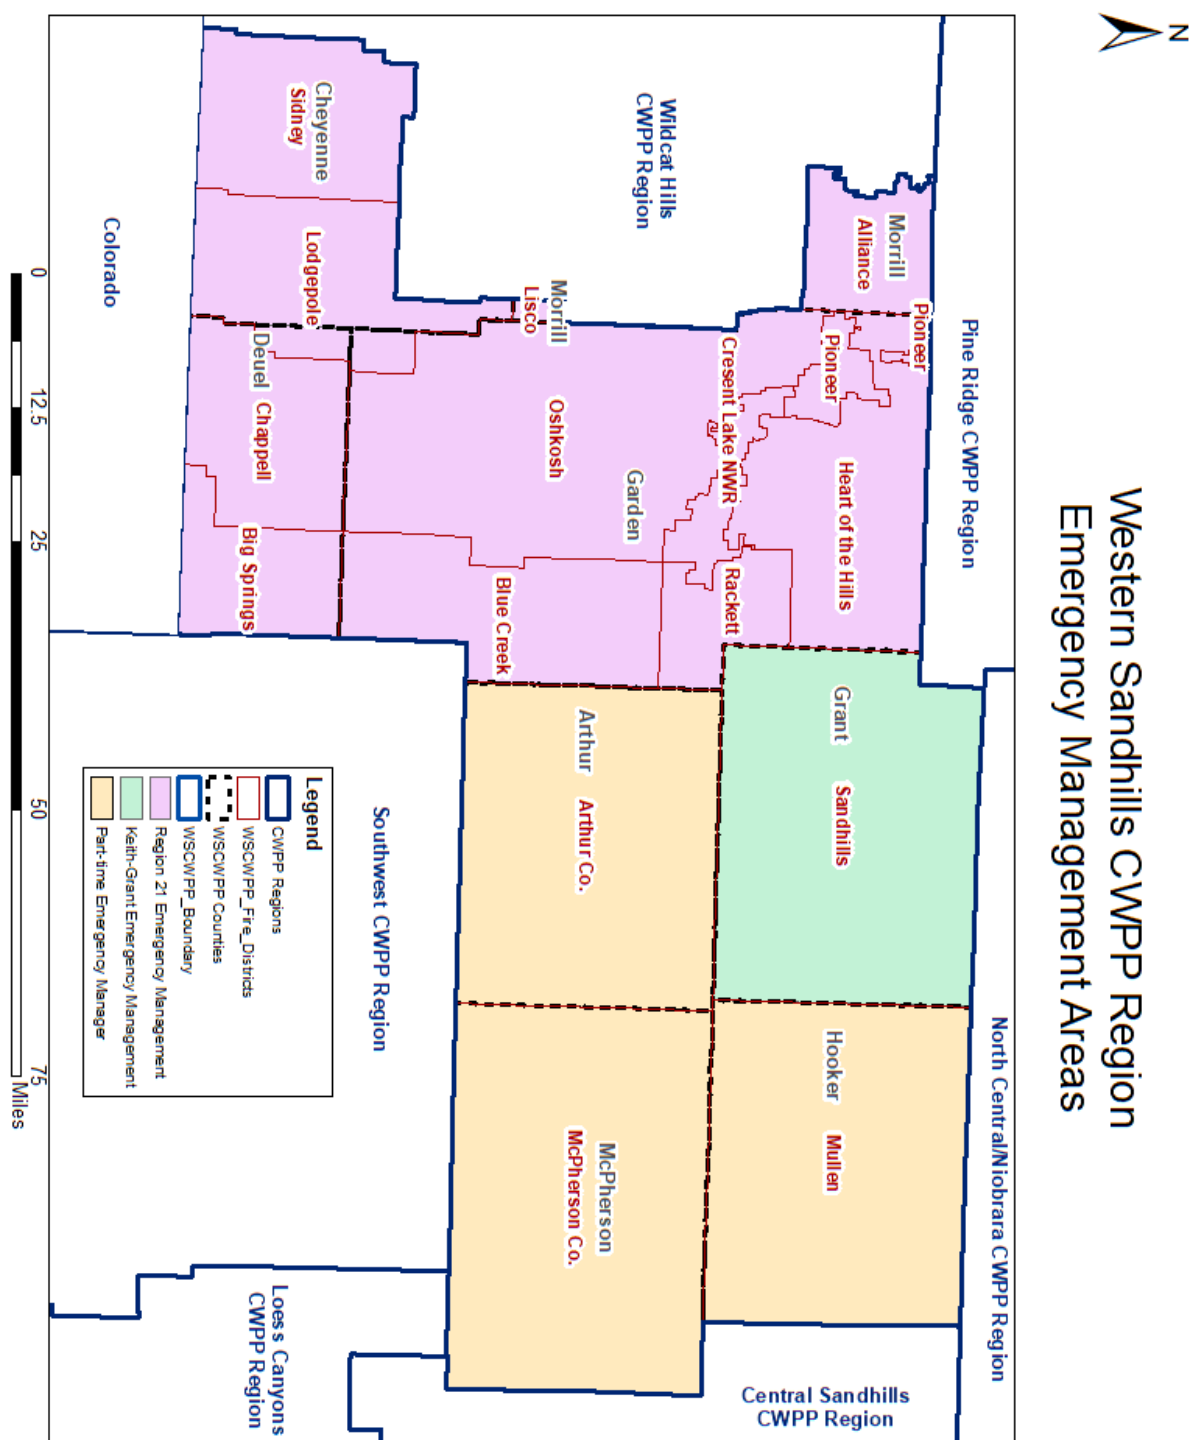 Western Sandhills CWPP Region
Emergency Management Areas
N
Pine Ridge CWPP Region
North Central/Niobrara CWPP Region
Wildcat Hills
CWPP Region
Morrill
Alliance
Pioneer
Pioneer
Heart of the Hills
Cresent Lake NWR
Rackett
Grant
Sandhills
Hooker
Mullen
Central Sandhills
CWPP Region
Garden
Morrill
Lisco
Oshkosh
Blue Creek
Arthur
Arthur Co.
McPherson
McPherson Co.
Cheyenne
Sidney
Lodgepole
Deuel
Chappell
Big Springs
Southwest CWPP Region
Loess Canyons
CWPP Region
Colorado
Legend
CWPP Regions
WSCWPP_Fire_Districts
WSCWPP Counties
WSCWPP_Boundary
Region 21 Emergency Management
Keith-Grant Emergency Management
Part-time Emergency Manager
0 12.5 25 50 75
Miles